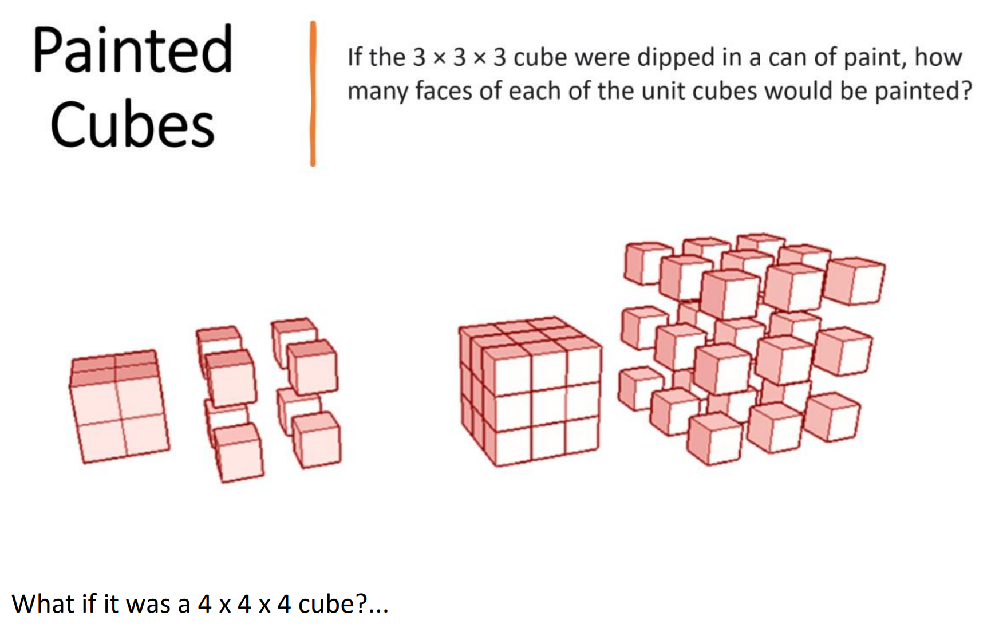 Painted
Cubes
If the 3 × 3 × 3 cube were dipped in a can of paint, how
many faces of each of the unit cubes would be painted?
What if it was a 4 x 4 x 4 cube?...